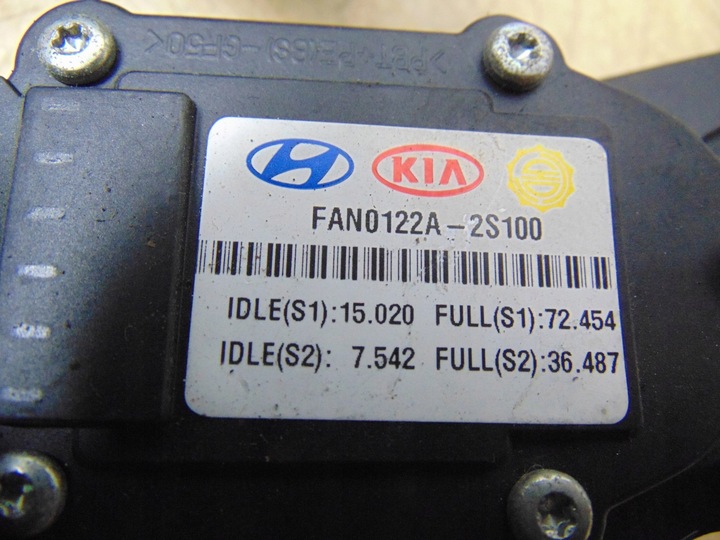 KIA
FAN0122A-2S100
IDLE(S1):15.020 FULL(S1):72.454
IDLE(S2): 7.542 FULL(S2):36.487